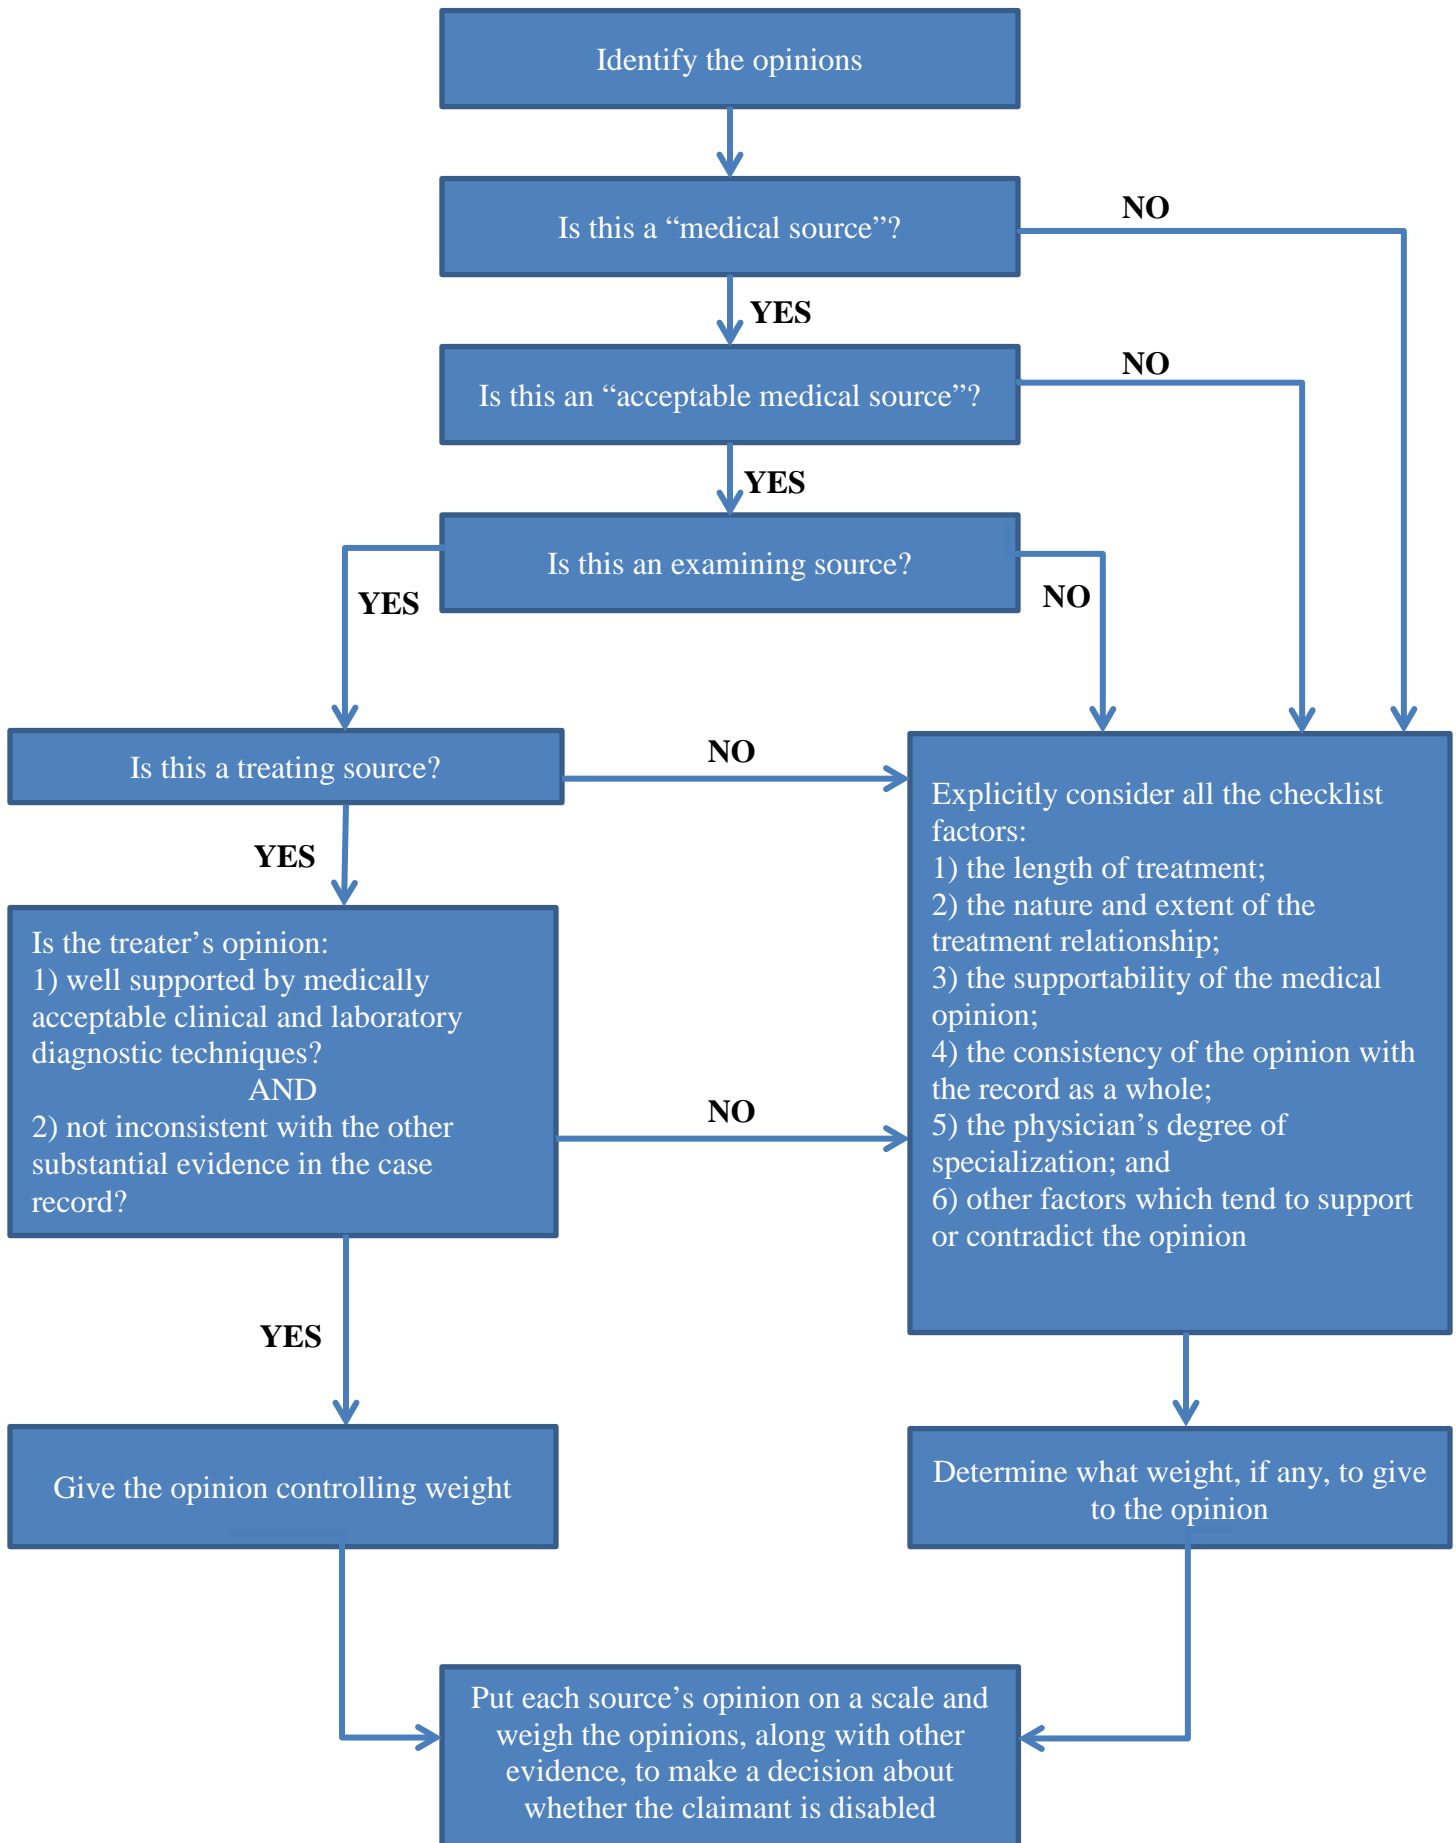 Identify the opinions
Is this a “medical source”?
NO
YES
Is this an “acceptable medical source”?
NO
YES
Is this an examining source?
YES
NO
Is this a treating source?
NO
YES
Is the treater’s opinion:
1) well supported by medically
acceptable clinical and laboratory
diagnostic techniques?
AND
2) not inconsistent with the other
substantial evidence in the case
record?
NO
YES
Explicitly consider all the checklist
factors:
1) the length of treatment;
2) the nature and extent of the
treatment relationship;
3) the supportability of the medical
opinion;
4) the consistency of the opinion with
the record as a whole;
5) the physician’s degree of
specialization; and
6) other factors which tend to support
or contradict the opinion
Give the opinion controlling weight
Determine what weight, if any, to give
to the opinion
Put each source’s opinion on a scale and
weigh the opinions, along with other
evidence, to make a decision about
whether the claimant is disabled